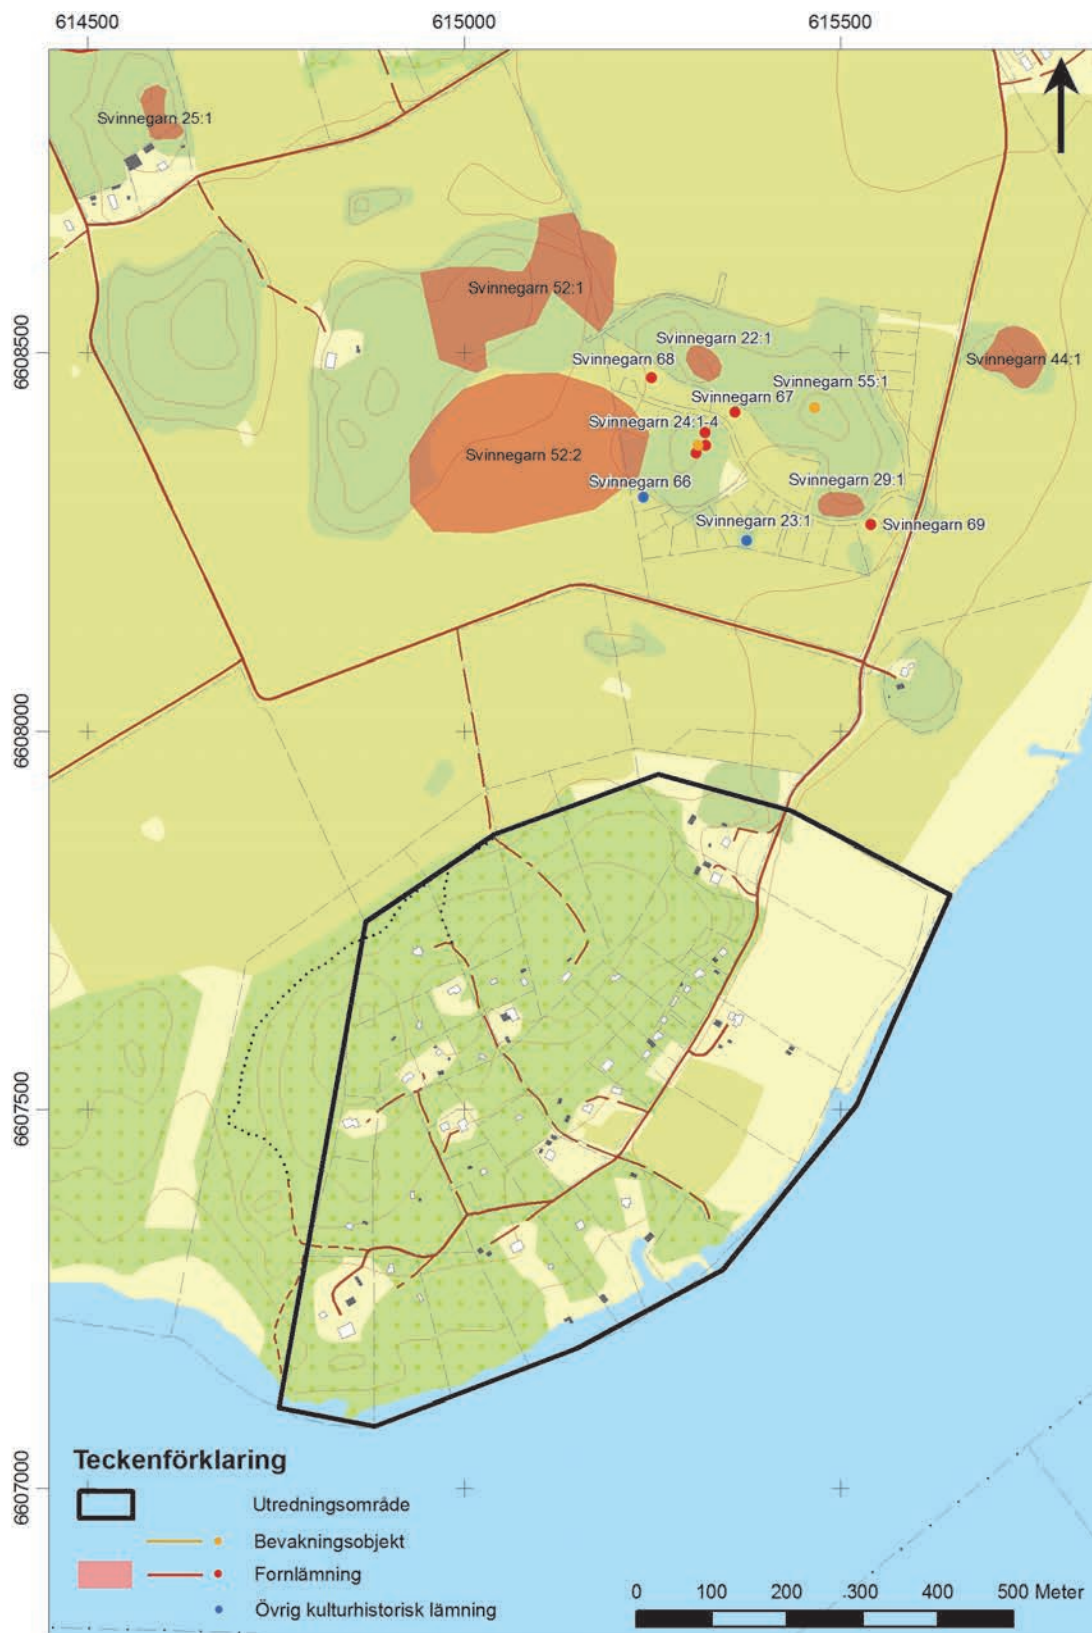 614500
615000
615500
Svinnegarn 25:1
Svinnegarn 52:1
6608500
Svinnegarn 22:1
Svinnegarn 68
Svinnegarn 44:1
Svinnegarn 55:1
Svinnegarn 67
Svinnegarn 24:1-4
Svinnegarn 52:2
Svinnegarn 66
Svinnegarn 29:1
Svinnegarn 23:1
Svinnegarn 69
6608000
6607500
6607000
Teckenförklaring
Utredningsområde
Bevakningsobjekt
Fornlämning
Övrig kulturhistorisk lämning
0 100 200 300 400 500 Meter